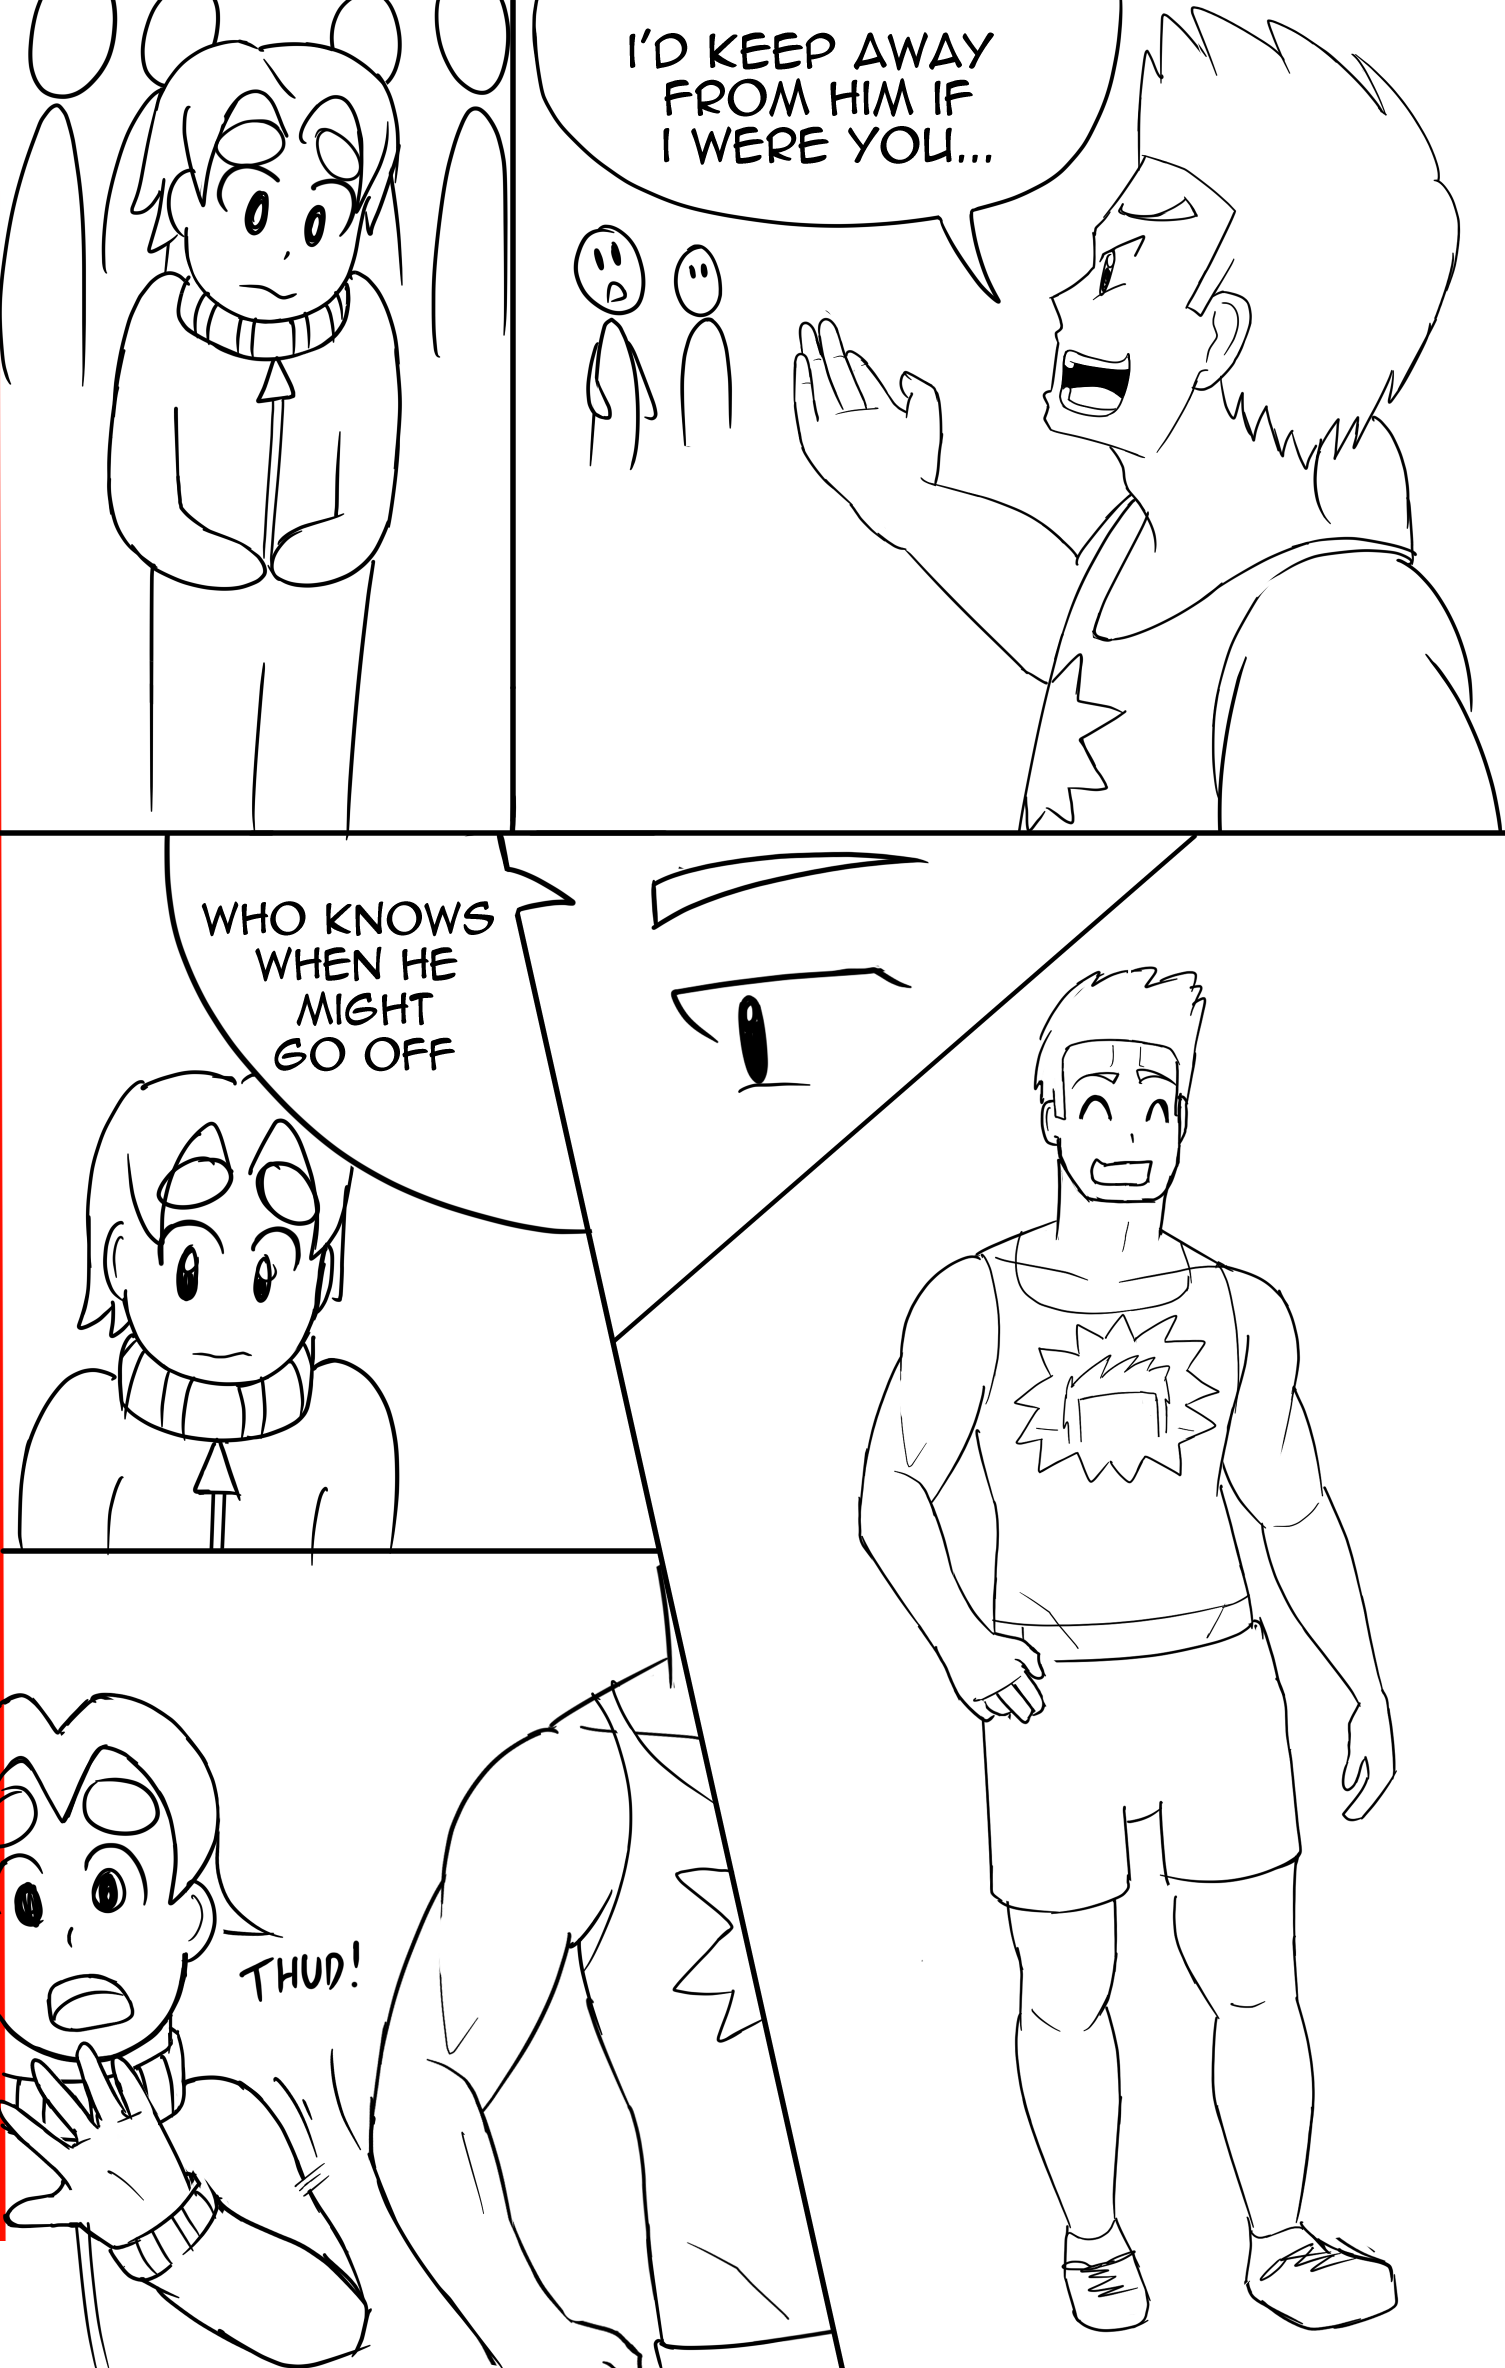 I'D KEEP AWAY
FROM HIM IF
I WERE YOU...
WHO KNOWS
WHEN HE
MIGHT
GO OFF
THUD!